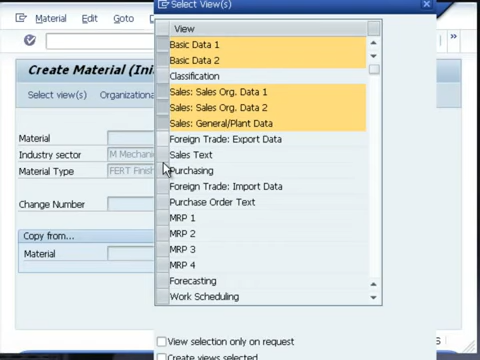 Select View(s)
Material Edit Goto
»
Create Material (Ini
Select view(s) Organizationa
Material
Industry sector M Mechani
Material Type FERT Finish
Change Number
Copy from...
Material
View
Basic Data 1
Basic Data 2
Classification
Sales: Sales Org. Data 1
Sales: Sales Org. Data 2
Sales: General/Plant Data
Foreign Trade: Export Data
Sales Text
Purchasing
Foreign Trade: Import Data
Purchase Order Text
MRP 1
MRP 2
MRP 3
MRP 4
Forecasting
Work Scheduling
View selection only on request
Create views selected